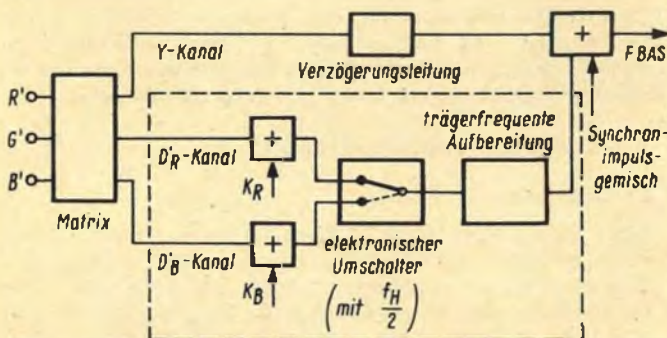 Y-Kanal
Verzögerungsleitung
+
FBAS
R'
G'
B'
Matrix
D'R-Kanal
+
KR
trägerfrequente
Aufbereitung
Synchron-
impuls-
gemisch
D'B-Kanal
+
KB
elektronischer
Umschalter
(mit fH/2)